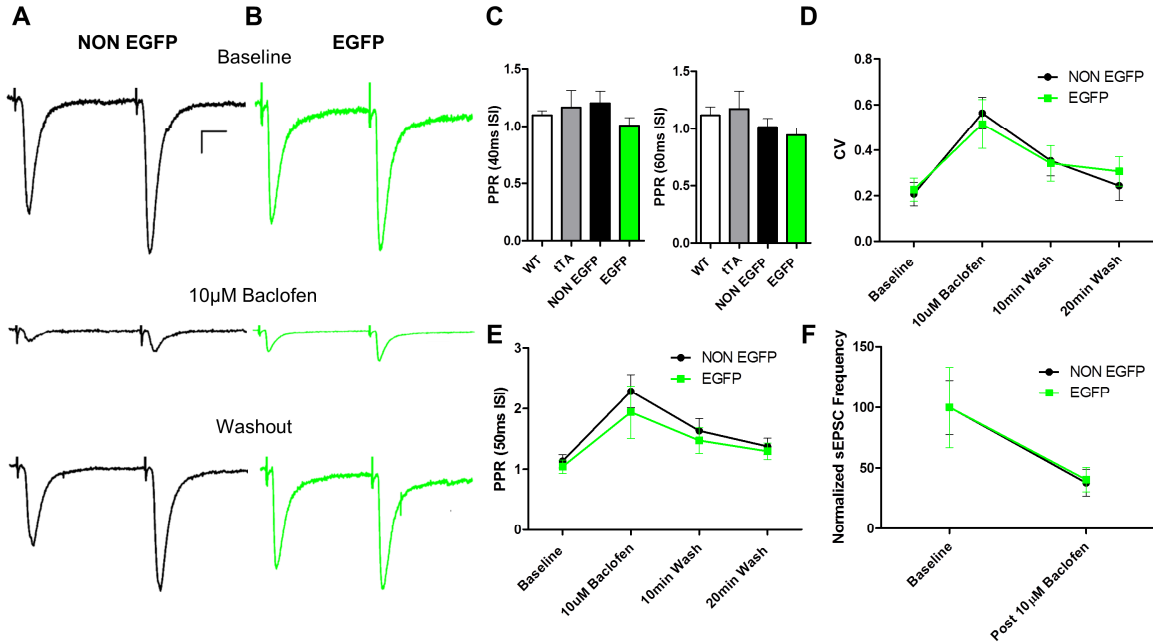 A
B
C
D
NON EGFP
EGFP
Baseline
10µM Baclofen
Washout
PPR (40ms ISI)
1.5
1.0
0.5
0.0
WT
tTA
NON EGFP
EGFP
PPR (60ms ISI)
1.5
1.0
0.5
0.0
WT
tTA
NON EGFP
EGFP
CV
0.8
0.6
0.4
0.2
0.0
NON EGFP
EGFP
Baseline
10uM Baclofen
10min Wash
20min Wash
E
PPR (50ms ISI)
3
2
1
0
NON EGFP
EGFP
Baseline
10uM Baclofen
10min Wash
20min Wash
F
Normalized sEPSC Frequency
150
100
50
0
NON EGFP
EGFP
Baseline
Post 10µM Baclofen